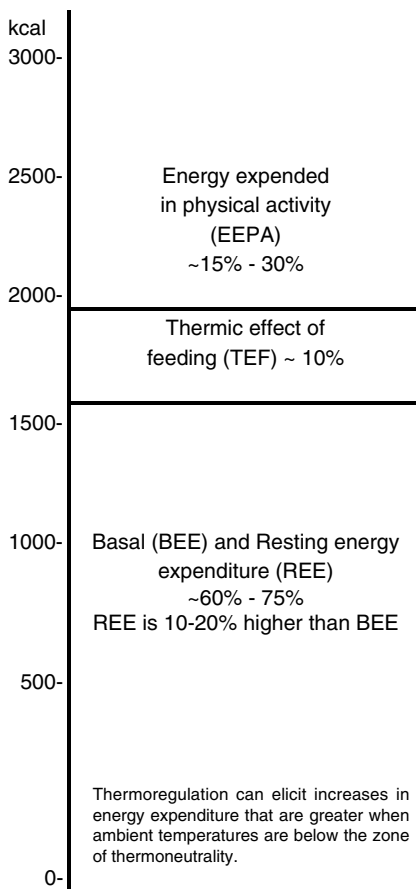 kcal
3000-
2500-
Energy expended
in physical activity
(EEPA)
~15% - 30%
2000-
Thermic effect of
feeding (TEF) ~ 10%
1500-
1000-
Basal (BEE) and Resting energy
expenditure (REE)
~60% - 75%
REE is 10-20% higher than BEE
500-
Thermoregulation can elicit increases in
energy expenditure that are greater when
ambient temperatures are below the zone
of thermoneutrality.
0-